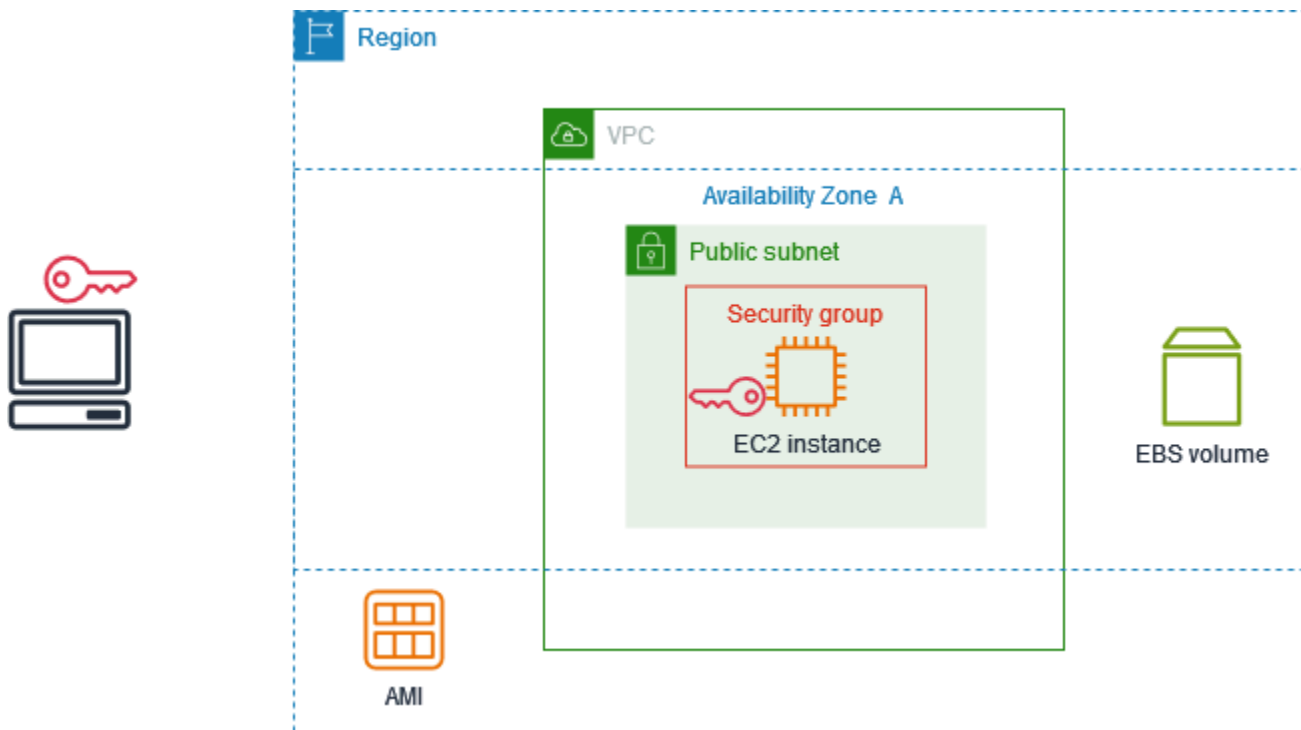 Region
VPC
Availability Zone A
Public subnet
Security group
EC2 instance
EBS volume
AMI